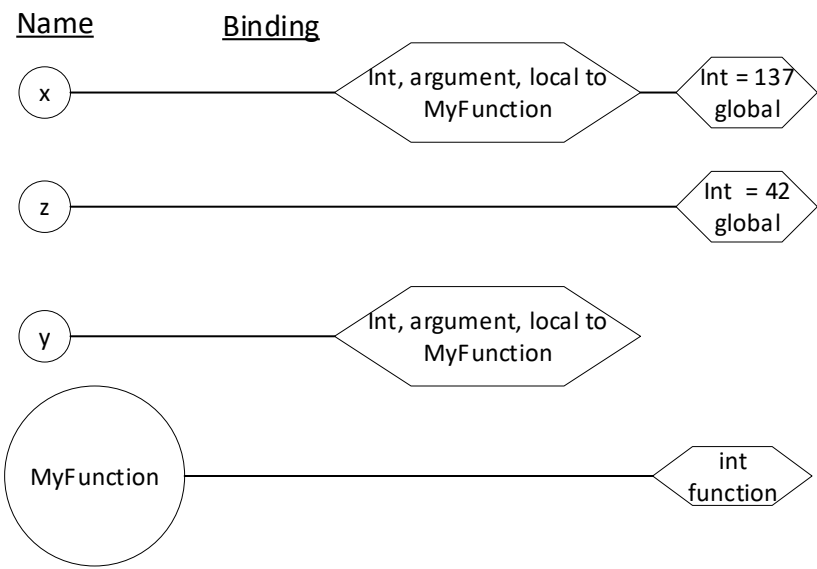 Name Binding
x
Int, argument, local to
MyFunction
Int = 137
global
z
Int = 42
global
y
Int, argument, local to
MyFunction
MyFunction
int
function